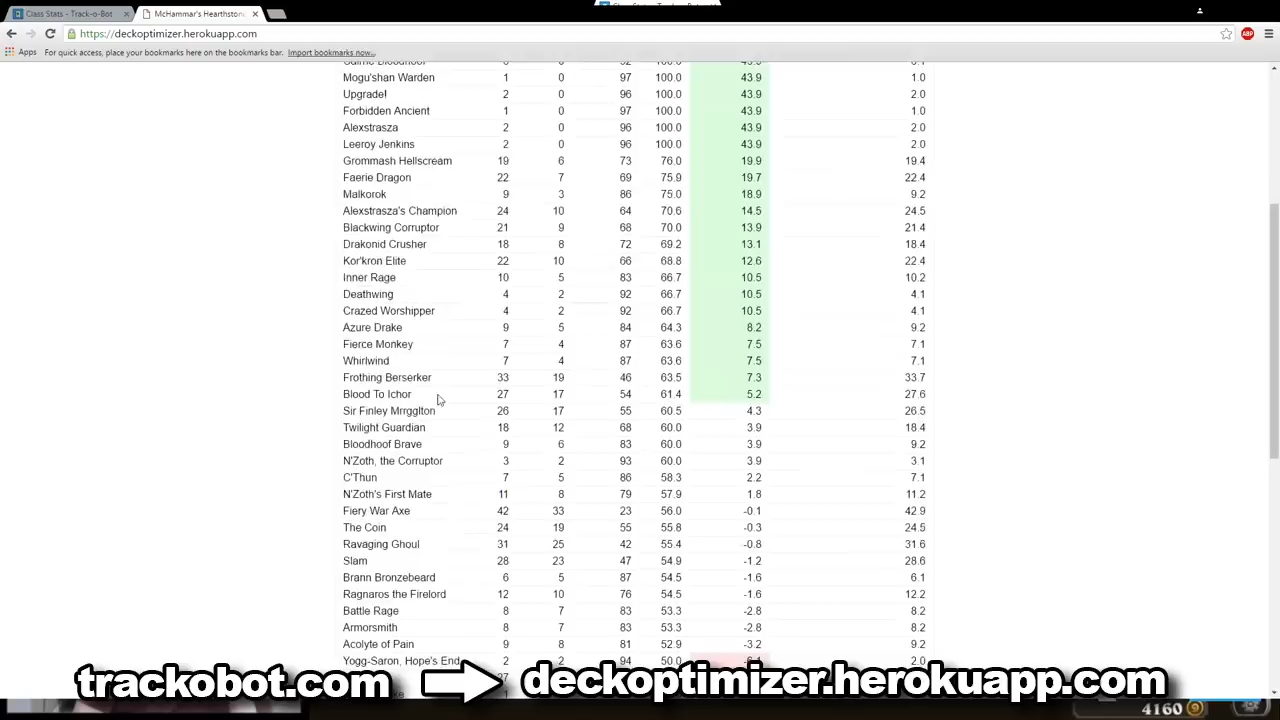 Class Stats - Track-o-Bot
McHammar's Hearthston
https://deckoptimizer.herokuapp.com
ABP
Apps For quick access, place your bookmarks here on the bookmarks bar. Import bookmarks now...
Mogu'shan Warden 1 0 97 100.0 43.9 1.0
Upgrade! 2 0 96 100.0 43.9 2.0
Forbidden Ancient 1 0 97 100.0 43.9 1.0
Alexstrasza 2 0 96 100.0 43.9 2.0
Leeroy Jenkins 2 0 96 100.0 43.9 2.0
Grommash Hellscream 19 6 73 76.0 19.9 19.4
Faerie Dragon 22 7 69 75.9 19.7 22.4
Malkorok 9 3 86 75.0 18.9 9.2
Alexstrasza's Champion 24 10 64 70.6 14.5 24.5
Blackwing Corruptor 21 9 68 70.0 13.9 21.4
Drakonid Crusher 18 8 72 69.2 13.1 18.4
Kor'kron Elite 22 10 66 68.8 12.6 22.4
Inner Rage 10 5 83 66.7 10.5 10.2
Deathwing 4 2 92 66.7 10.5 4.1
Crazed Worshipper 4 2 92 66.7 10.5 4.1
Azure Drake 9 5 84 64.3 8.2 9.2
Fierce Monkey 7 4 87 63.6 7.5 7.1
Whirlwind 7 4 87 63.6 7.5 7.1
Frothing Berserker 33 19 46 63.5 7.3 33.7
Blood To Ichor 27 17 54 61.4 5.2 27.6
Sir Finley Mrrgglton 26 17 55 60.5 4.3 26.5
Twilight Guardian 18 12 68 60.0 3.9 18.4
Bloodhoof Brave 9 6 83 60.0 3.9 9.2
N'Zoth, the Corruptor 3 2 93 60.0 3.9 3.1
C'Thun 7 5 86 58.3 2.2 7.1
N'Zoth's First Mate 11 8 79 57.9 1.8 11.2
Fiery War Axe 42 33 23 56.0 -0.1 42.9
The Coin 24 19 55 55.8 -0.3 24.5
Ravaging Ghoul 31 25 42 55.4 -0.8 31.6
Slam 28 23 47 54.9 -1.2 28.6
Brann Bronzebeard 6 5 87 54.5 -1.6 6.1
Ragnaros the Firelord 12 10 76 54.5 -1.6 12.2
Battle Rage 8 7 83 53.3 -2.8 8.2
Armorsmith 8 7 83 53.3 -2.8 8.2
Acolyte of Pain 9 8 81 52.9 -3.2 9.2
Yogg-Saron, Hope's End 2 2 94 50.0 2.0
trackobot.com deckoptimizer.herokuapp.com
4160